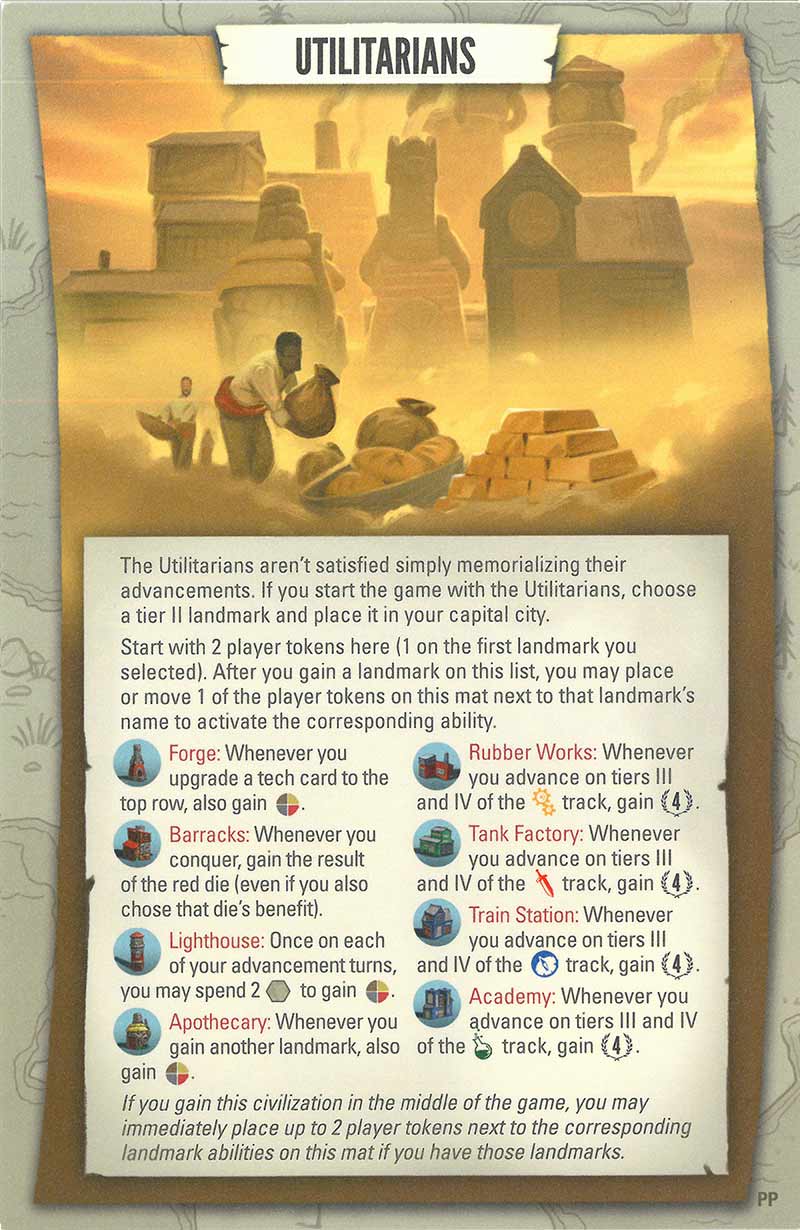 UTILITARIANS
The Utilitarians aren't satisfied simply memorializing their
advancements. If you start the game with the Utilitarians, choose
a tier II landmark and place it in your capital city.
Start with 2 player tokens here (1 on the first landmark you
selected). After you gain a landmark on this list, you may place
or move 1 of the player tokens on this mat next to that landmark's
name to activate the corresponding ability.
Forge: Whenever you
upgrade a tech card to the
top row, also gain .
Barracks: Whenever you
conquer, gain the result
of the red die (even if you also
chose that die's benefit).
Lighthouse: Once on each
of your advancement turns,
you may spend 2 to gain .
Apothecary: Whenever you
gain another landmark, also
gain .
Rubber Works: Whenever
you advance on tiers III
and IV of the track, gain 4.
Tank Factory: Whenever
you advance on tiers III
and IV of the track, gain 4.
Train Station: Whenever
you advance on tiers III
and IV of the track, gain 4.
Academy: Whenever you
advance on tiers III and IV
of the track, gain 4.
If you gain this civilization in the middle of the game, you may
immediately place up to 2 player tokens next to the corresponding
landmark abilities on this mat if you have those landmarks.
PP